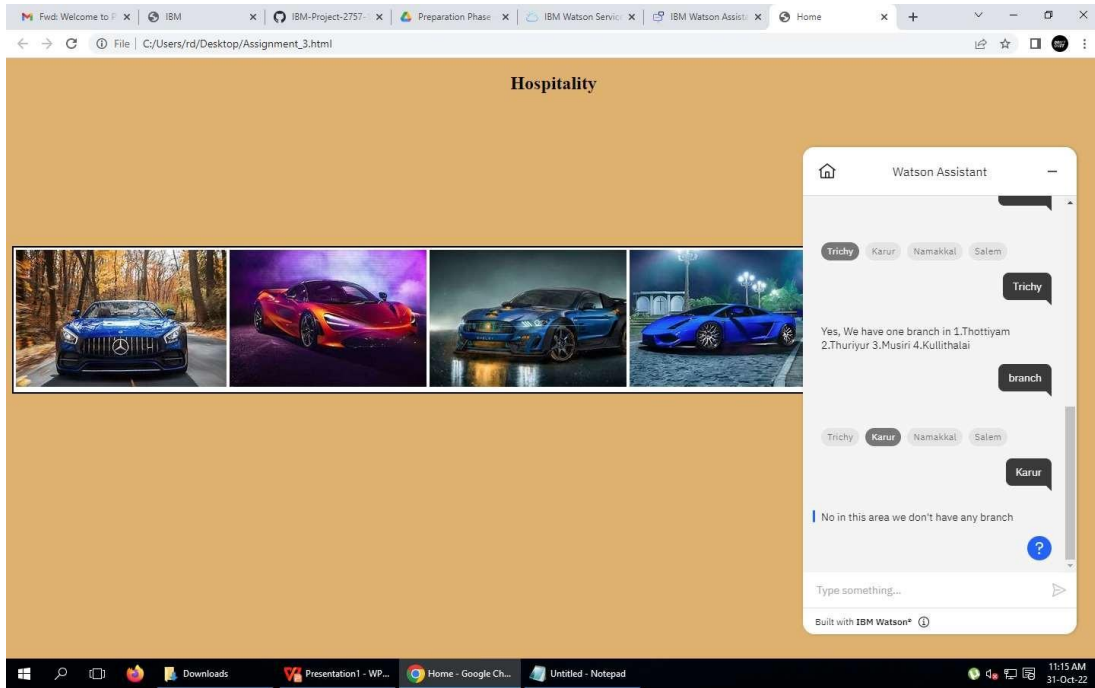 Fwd: Welcome to P
IBM
IBM-Project-2757-
Preparation Phase
IBM Watson Servic
IBM Watson Assist
Home
File | C:/Users/rd/Desktop/Assignment_3.html
Hospitality
Watson Assistant
Trichy Karur Namakkal Salem
Trichy
Yes, We have one branch in 1.Thottiyam
2.Thuriyur 3.Musiri 4.Kullithalai
branch
Trichy Karur Namakkal Salem
Karur
No in this area we don't have any branch
?
Type something...
Built with IBM Watson®
Downloads
Presentation1 - WP...
Home - Google Ch...
Untitled - Notepad
11:15 AM
31-Oct-22